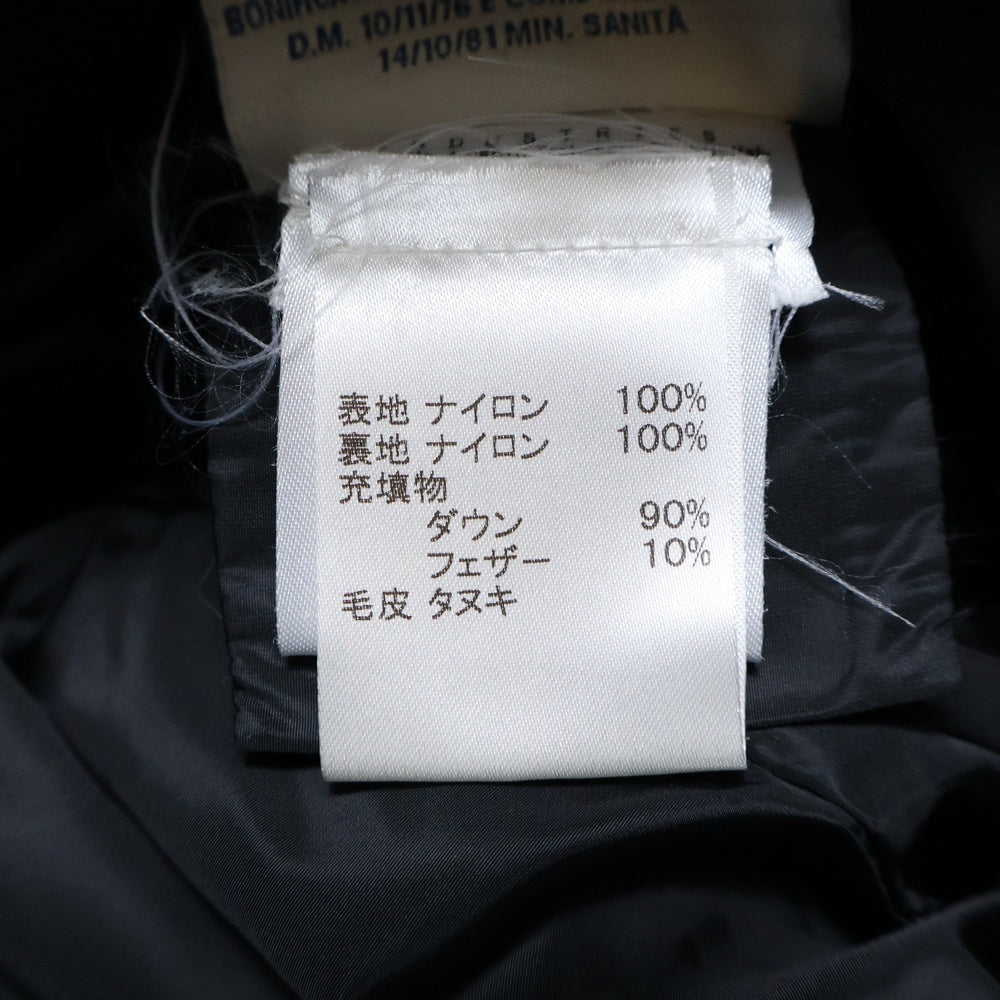 D.M. 10/11/76 E
14/10/81 MIN. SANITÀ
表地 ナイロン 100%
裏地 ナイロン 100%
充填物
ダウン 90%
フェザー 10%
毛皮 タヌキ